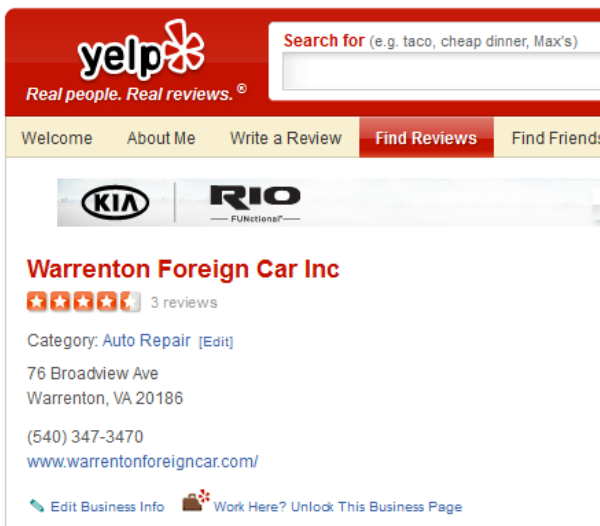 yelp
Real people. Real reviews.®
Search for (e.g. taco, cheap dinner, Max's)
Welcome About Me Write a Review Find Reviews Find Friends
KIA RIO
FUNctional
Warrenton Foreign Car Inc
3 reviews
Category: Auto Repair [Edit]
76 Broadview Ave
Warrenton, VA 20186
(540) 347-3470
www.warrentonforeigncar.com/
Edit Business Info Work Here? Unlock This Business Page